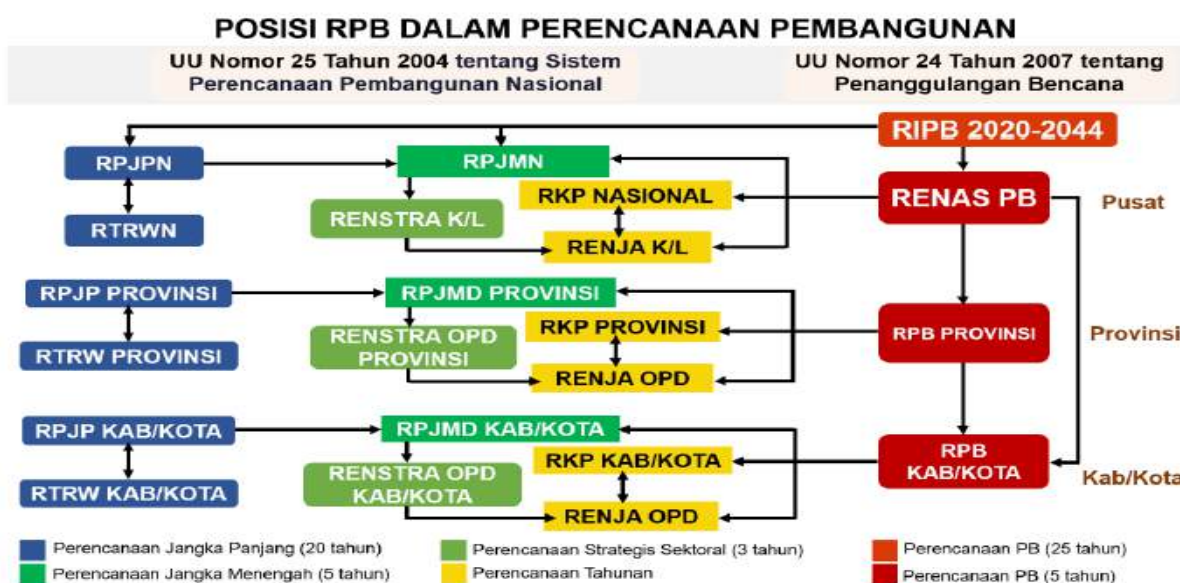 POSISI RPB DALAM PERENCANAAN PEMBANGUNAN
UU Nomor 25 Tahun 2004 tentang Sistem
Perencanaan Pembangunan Nasional
UU Nomor 24 Tahun 2007 tentang
Penanggulangan Bencana
RIPB 2020-2044
RPJPN
RPJMN
RKP NASIONAL
RENAS PB
Pusat
RTRWN
RENSTRA K/L
RENJA K/L
RPJP PROVINSI
RPJMD PROVINSI
RKP PROVINSI
RPB PROVINSI
Provinsi
RTRW PROVINSI
RENSTRA OPD
PROVINSI
RENJA OPD
RPJP KAB/KOTA
RPJMD KAB/KOTA
RKP KAB/KOTA
RPB
KAB/KOTA
Kab/Kota
RTRW KAB/KOTA
RENSTRA OPD
KAB/KOTA
RENJA OPD
Perencanaan Jangka Panjang (20 tahun)
Perencanaan Strategis Sektoral (3 tahun)
Perencanaan PB (25 tahun)
Perencanaan Jangka Menengah (5 tahun)
Perencanaan Tahunan
Perencanaan PB (5 tahun)